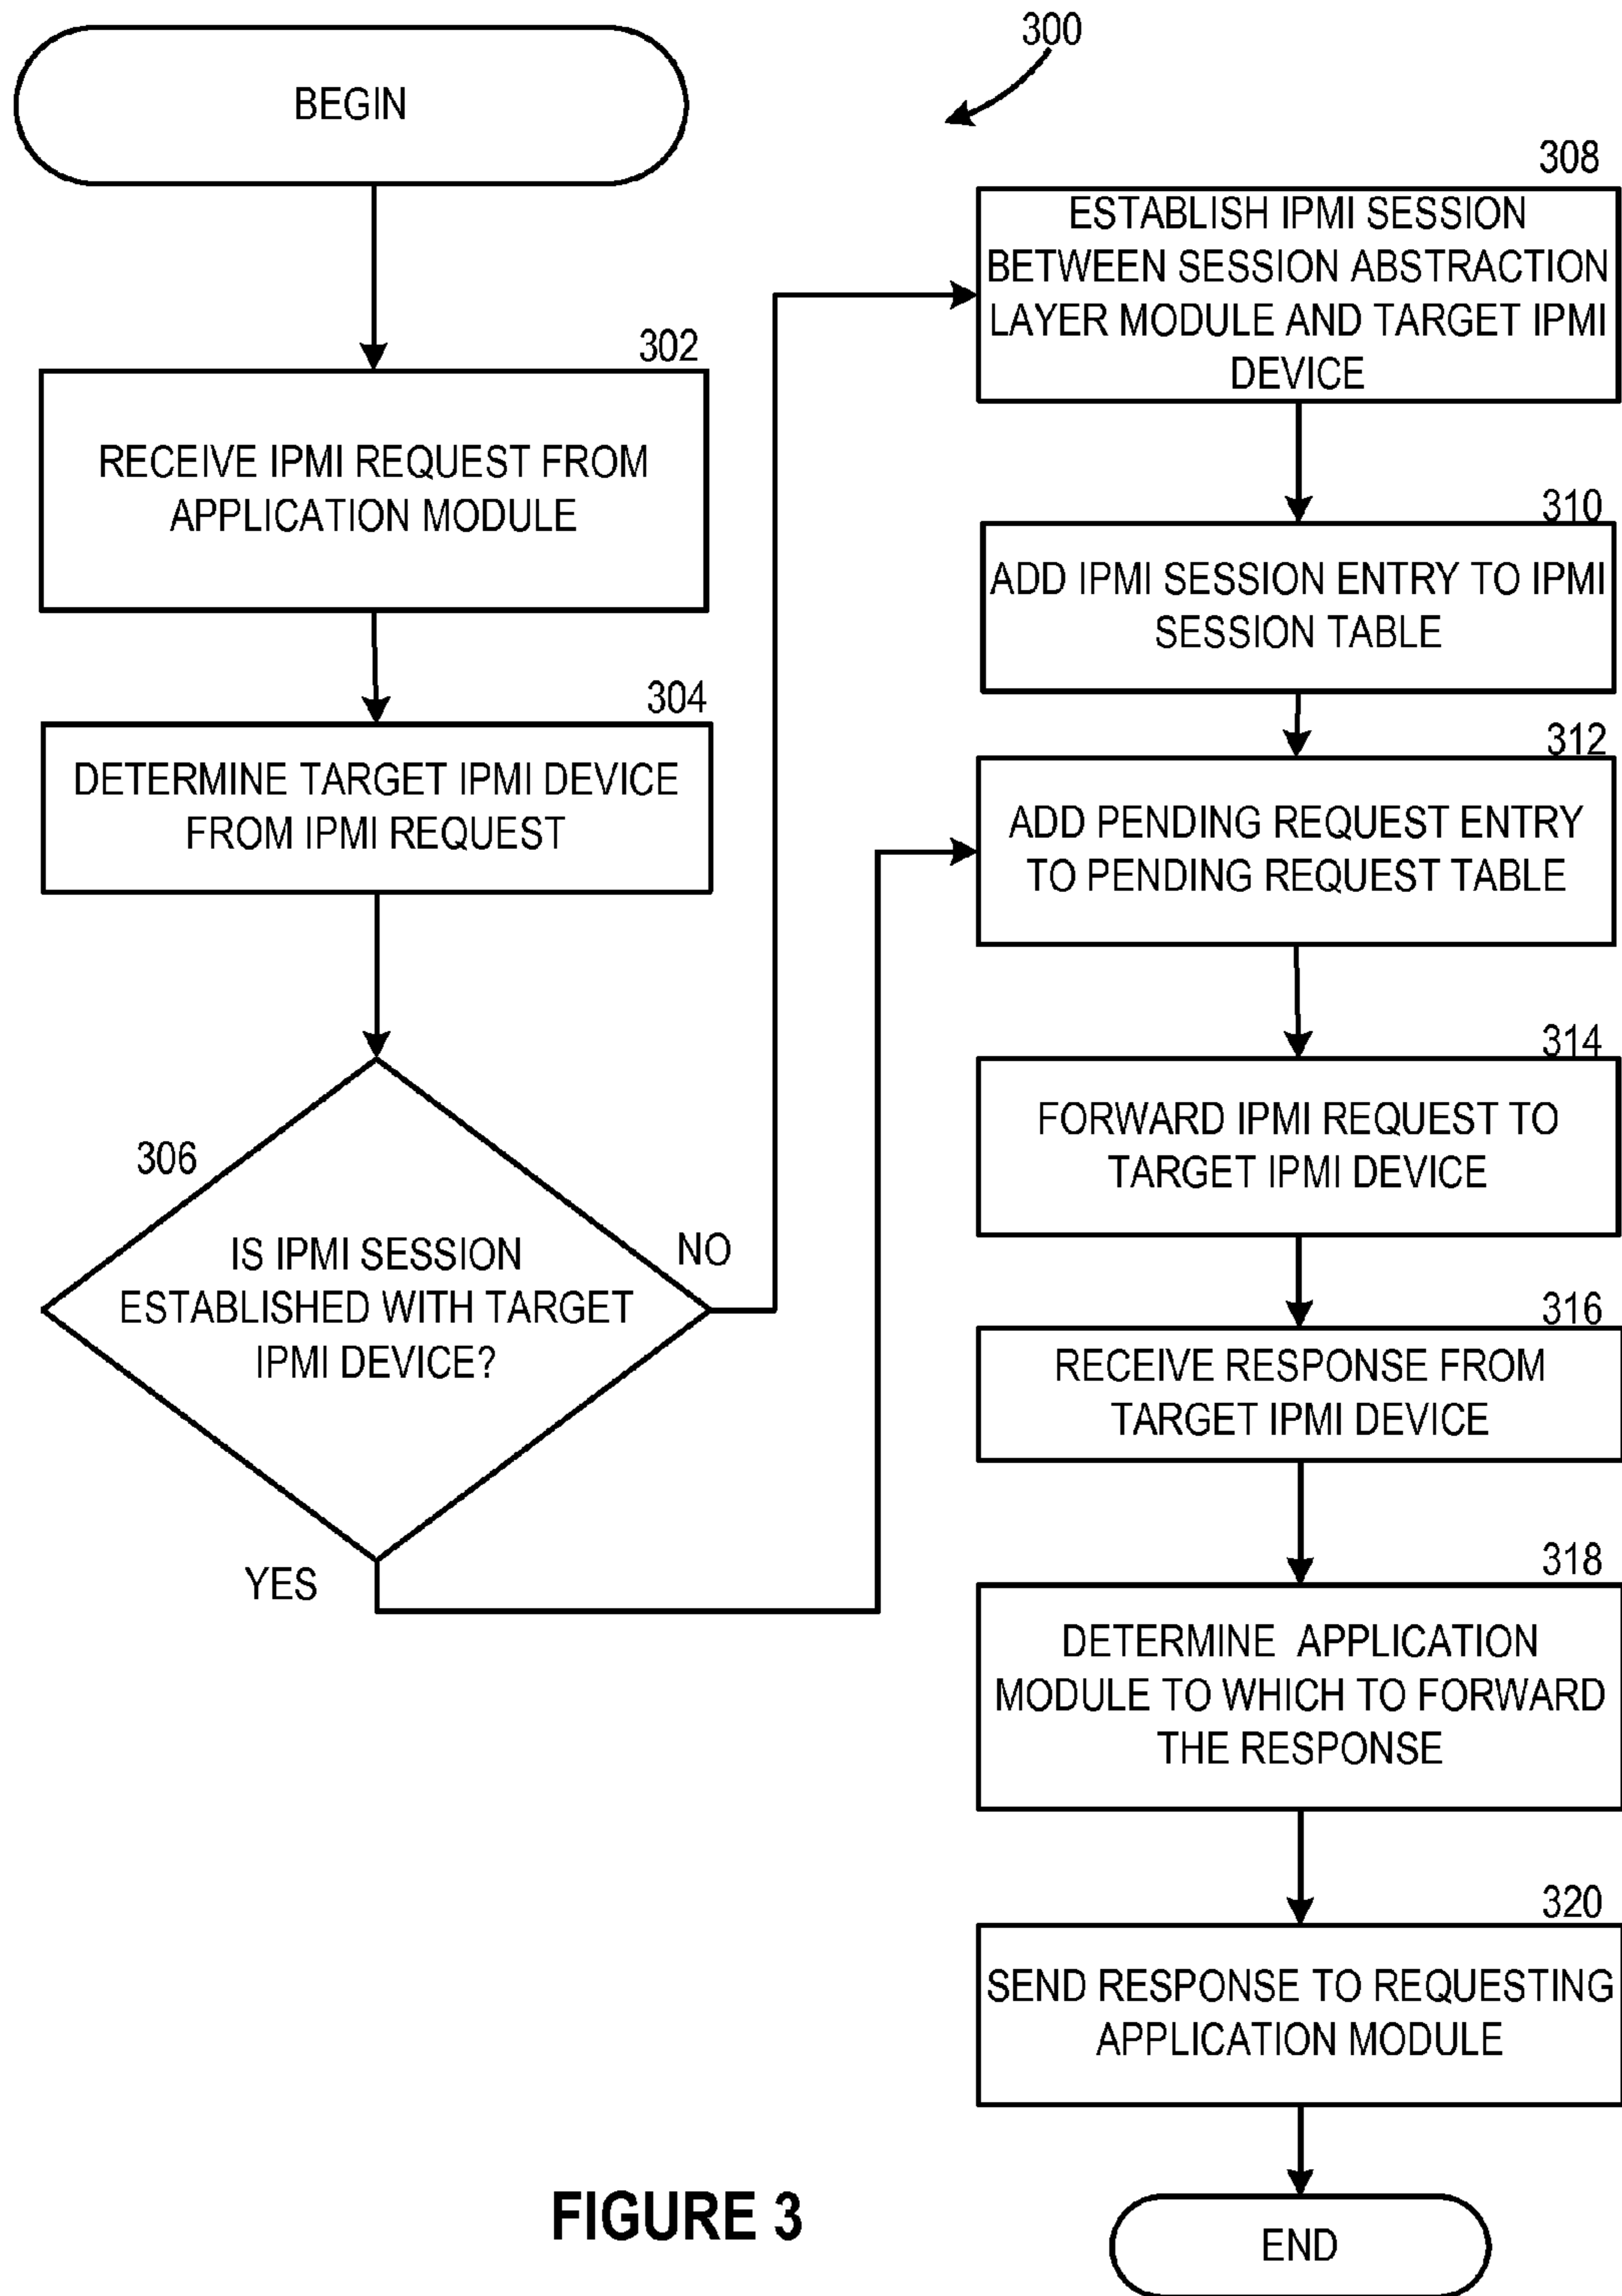 BEGIN
300
302
RECEIVE IPMI REQUEST FROM
APPLICATION MODULE
304
DETERMINE TARGET IPMI DEVICE
FROM IPMI REQUEST
306
IS IPMI SESSION
ESTABLISHED WITH TARGET
IPMI DEVICE?
NO
YES
308
ESTABLISH IPMI SESSION
BETWEEN SESSION ABSTRACTION
LAYER MODULE AND TARGET IPMI
DEVICE
310
ADD IPMI SESSION ENTRY TO IPMI
SESSION TABLE
312
ADD PENDING REQUEST ENTRY
TO PENDING REQUEST TABLE
314
FORWARD IPMI REQUEST TO
TARGET IPMI DEVICE
316
RECEIVE RESPONSE FROM
TARGET IPMI DEVICE
318
DETERMINE APPLICATION
MODULE TO WHICH TO FORWARD
THE RESPONSE
320
SEND RESPONSE TO REQUESTING
APPLICATION MODULE
END
FIGURE 3